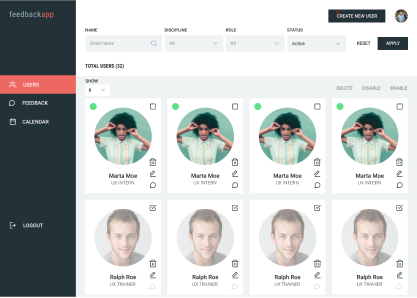 feedbackapp
CREATE NEW USER
NAME DISCIPLINE ROLE STATUS
Enter name All All Active RESET APPLY
TOTAL USERS (32)
USERS
FEEDBACK
CALENDAR
LOGOUT
SHOW
8
DELETE DISABLE ENABLE
Marta Moe Marta Moe Marta Moe Marta Moe
UX INTERN UX INTERN UX INTERN UX INTERN
Ralph Roe Ralph Roe Ralph Roe Ralph Roe
UX TRAINER UX TRAINER UX TRAINER UX TRAINER